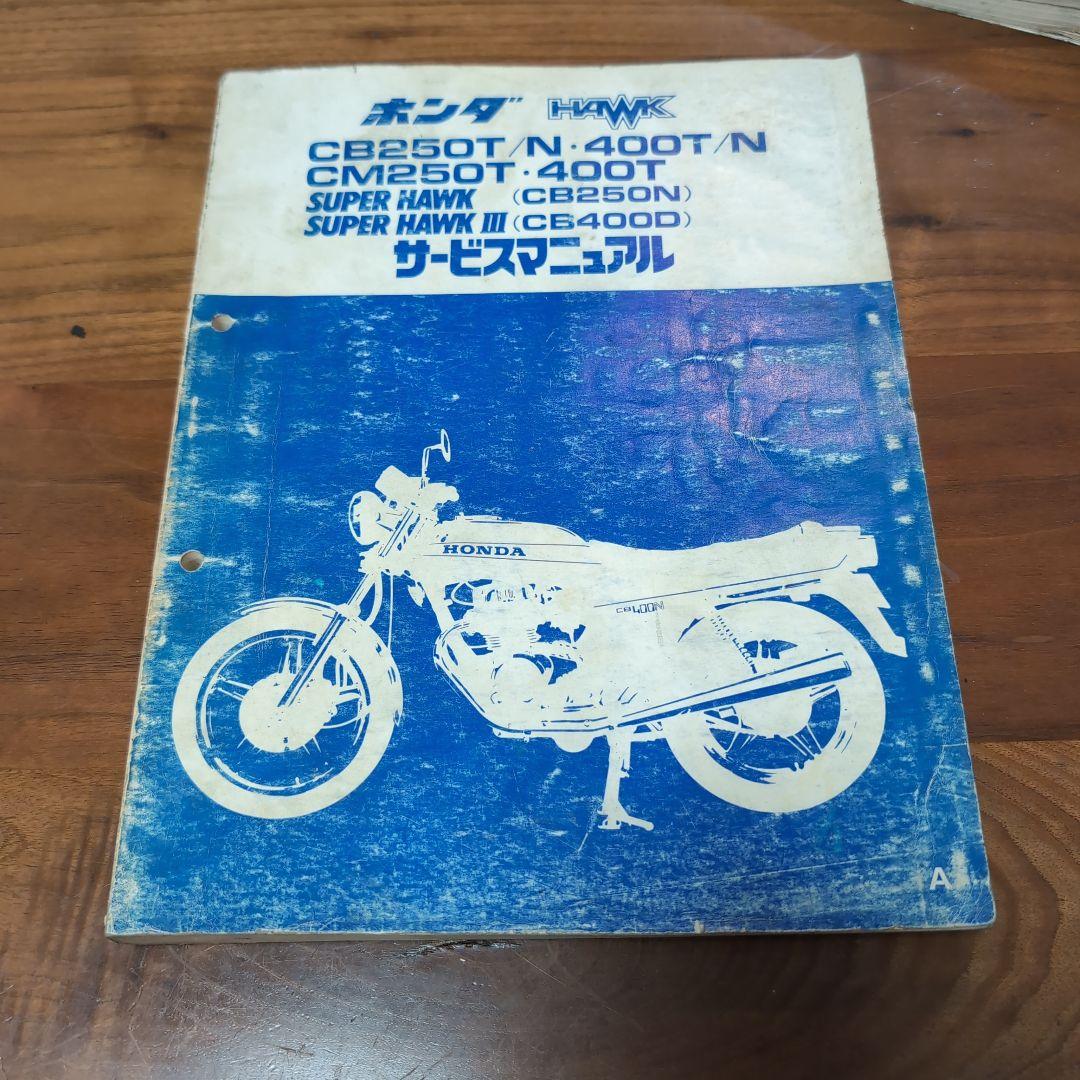 ホンダ HAWK
CB250T/N・400T/N
CM250T・400T
SUPER HAWK (CB250N)
SUPER HAWK III (CB400D)
サービスマニュアル
HONDA
CB400N
A